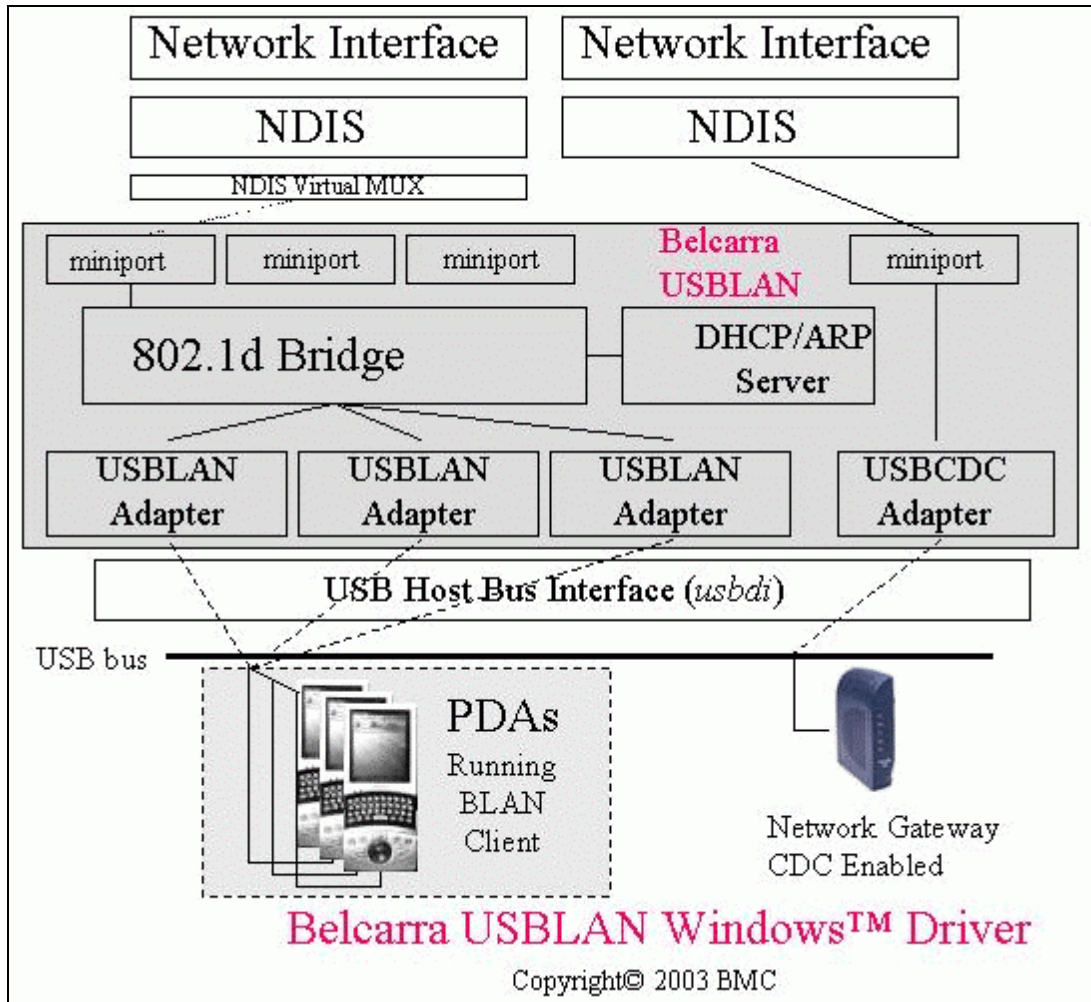 Network Interface
Network Interface
NDIS
NDIS
NDIS Virtual MUX
miniport
miniport
miniport
Belcarra
USBLAN
miniport
802.1d Bridge
DHCP/ARP
Server
USBLAN
Adapter
USBLAN
Adapter
USBLAN
Adapter
USBCDC
Adapter
USB Host Bus Interface (usbdi)
USB bus
PDAs
Running
BLAN
Client
Network Gateway
CDC Enabled
Belcarra USBLAN Windows™ Driver
Copyright© 2003 BMC